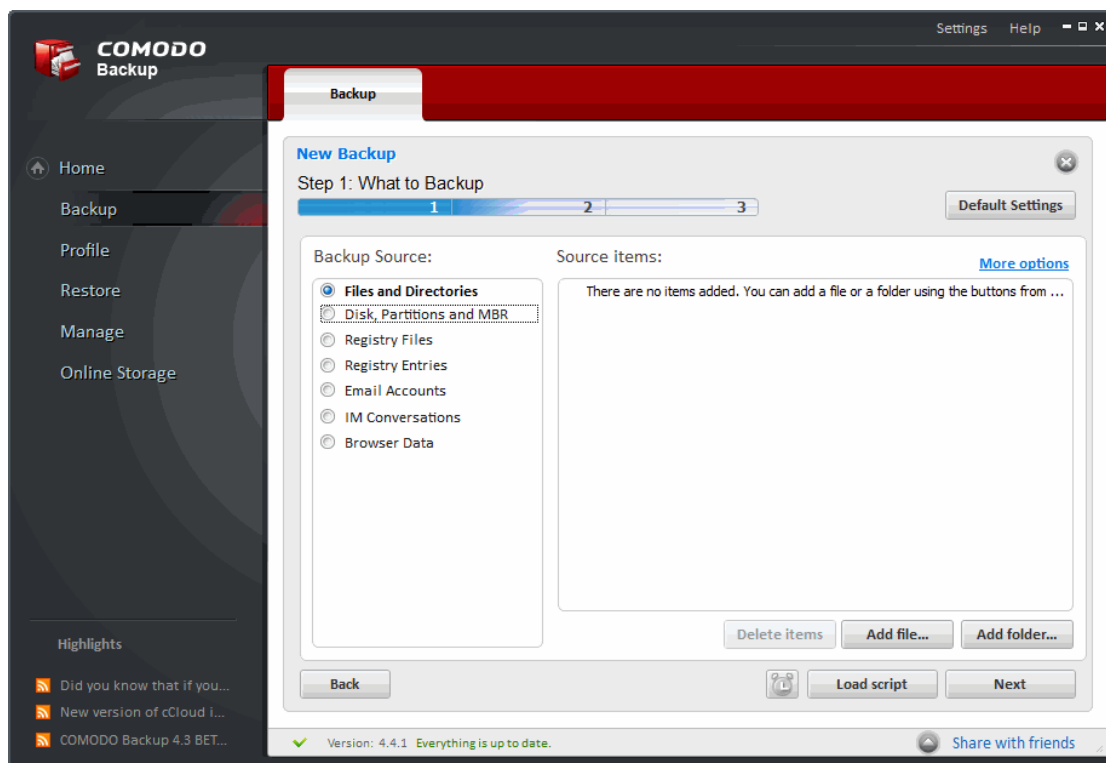 Settings Help
COMODO
Backup
Backup
Home
Backup
Profile
Restore
Manage
Online Storage
New Backup
Step 1: What to Backup
1 2 3
Default Settings
Backup Source:
Files and Directories
Disk, Partitions and MBR
Registry Files
Registry Entries
Email Accounts
IM Conversations
Browser Data
Source items:
More options
There are no items added. You can add a file or a folder using the buttons from ...
Delete items Add file... Add folder...
Back Load script Next
Highlights
Did you know that if you...
New version of cCloud i...
COMODO Backup 4.3 BET...
Version: 4.4.1 Everything is up to date.
Share with friends